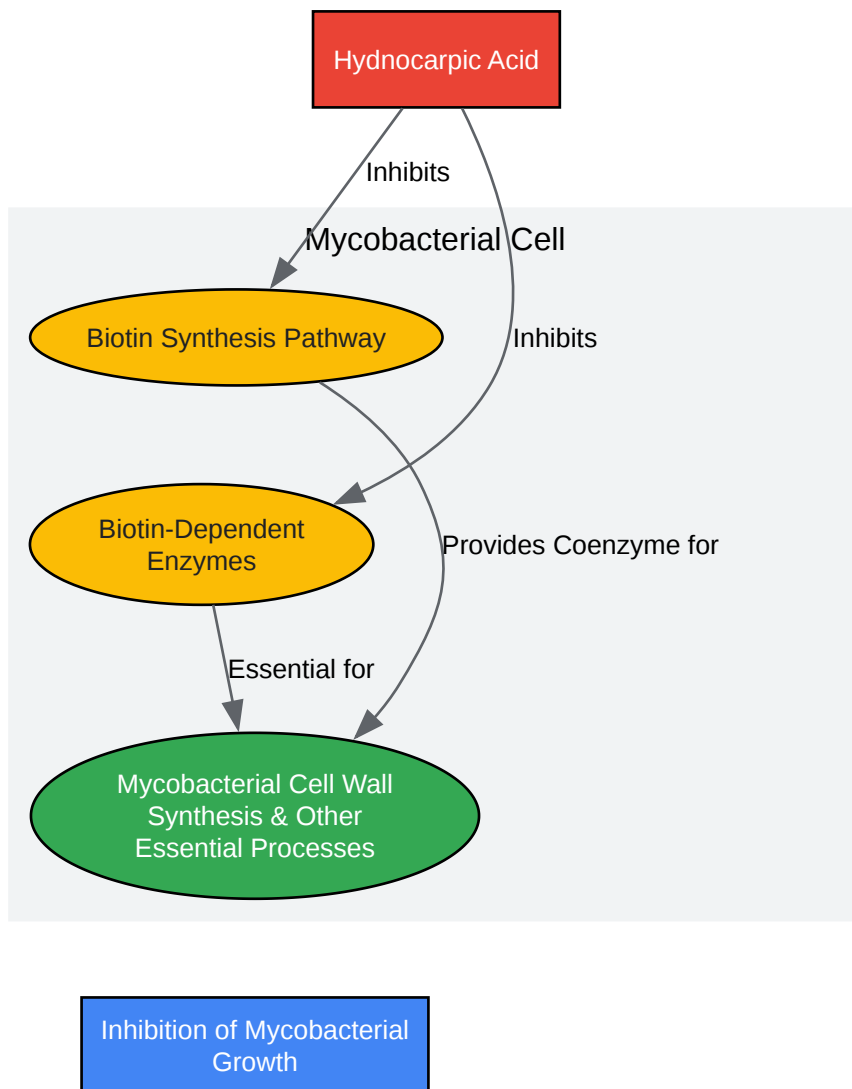 Hydnocarpic Acid
Inhibits
Mycobacterial Cell
Biotin Synthesis Pathway
Inhibits
Biotin-Dependent
Enzymes
Provides Coenzyme for
Essential for
Mycobacterial Cell Wall
Synthesis & Other
Essential Processes
Inhibition of Mycobacterial
Growth